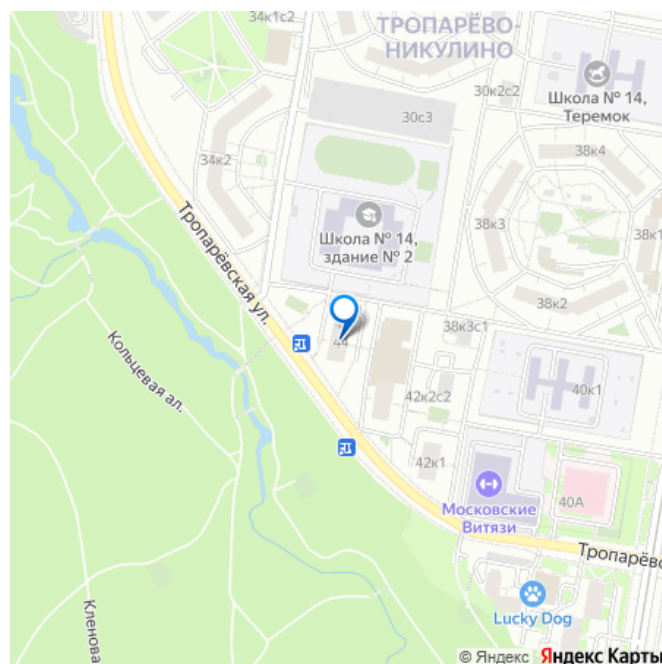 34к1с2
ТРОПАРЁВО-
НИКУЛИНО
30к2с2
Школа № 14,
Теремок
30с3
34к2
38к4
Тропарёвская ул.
Школа № 14,
здание № 2
38к3
38к1
38к2
44
38к3с1
Кольцевая ал.
42к2с2
40к1
42к1
Московские
Витязи
40А
Тропарёвс
Lucky Dog
Кленова
© Яндекс Яндекс Карты